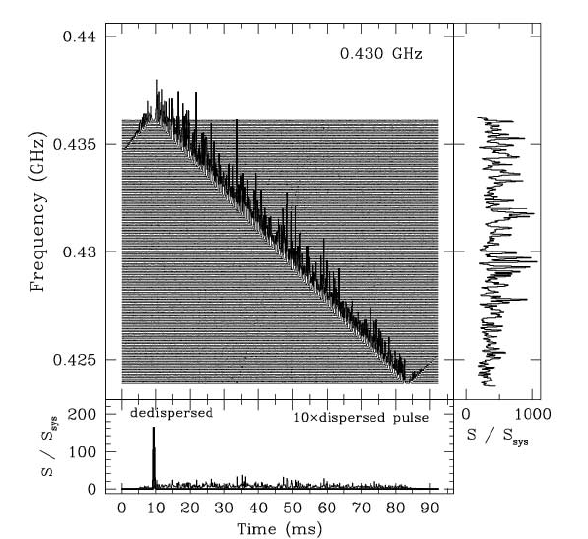 0.44
0.430 GHz
0.435
0.43
0.425
Frequency (GHz)
0 1000
S / Ssys
200
100
0
S / Ssys
dedispersed
10×dispersed pulse
0 10 20 30 40 50 60 70 80 90
Time (ms)